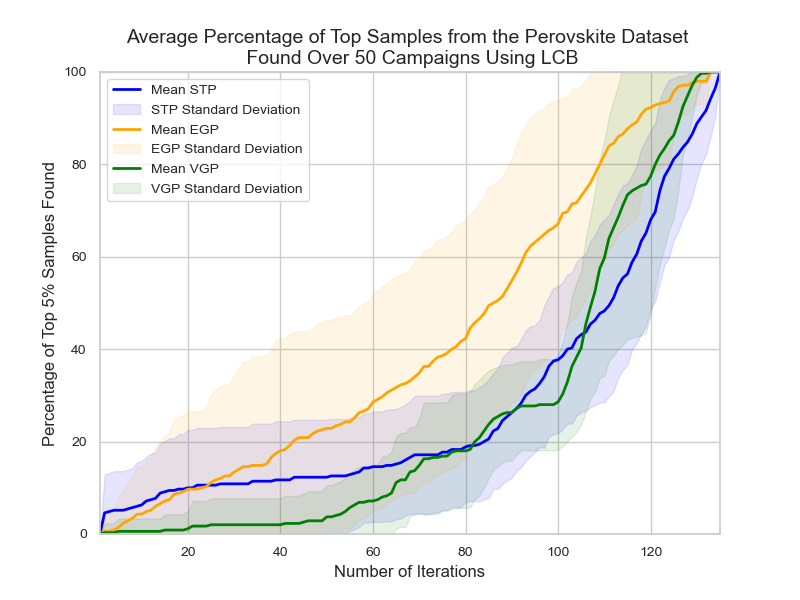 Average Percentage of Top Samples from the Perovskite Dataset
Found Over 50 Campaigns Using LCB
Mean STP
STP Standard Deviation
Mean EGP
EGP Standard Deviation
Mean VGP
VGP Standard Deviation
Percentage of Top 5% Samples Found
100
80
60
40
20
0
20 40 60 80 100 120
Number of Iterations